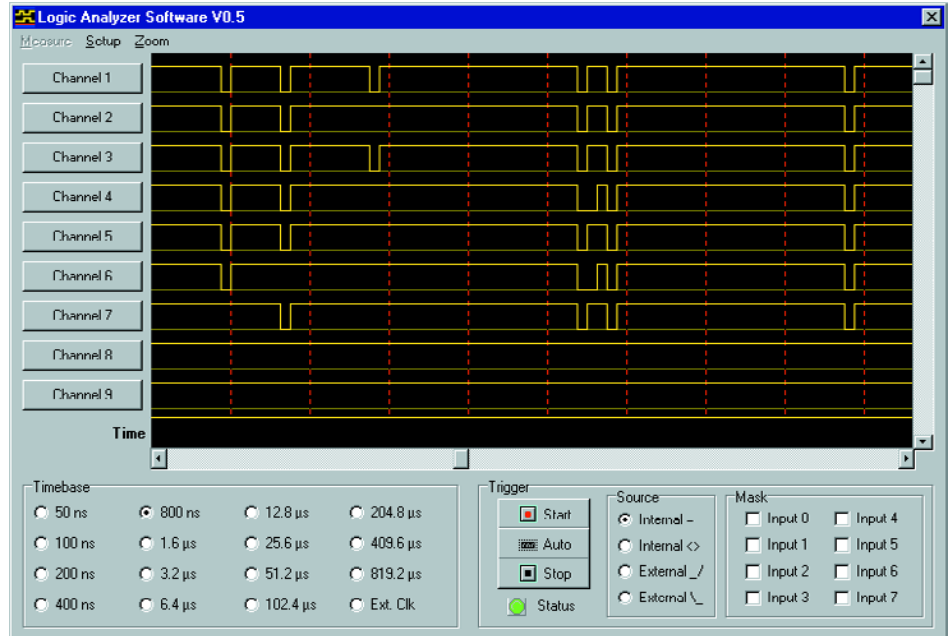 Logic Analyzer Software V0.5
Measure Setup Zoom
Channel 1
Channel 2
Channel 3
Channel 4
Channel 5
Channel 6
Channel 7
Channel 8
Channel 9
Time
Timebase
50 ns
800 ns
12.8 µs
204.8 µs
100 ns
1.6 µs
25.6 µs
409.6 µs
200 ns
3.2 µs
51.2 µs
819.2 µs
400 ns
6.4 µs
102.4 µs
Ext. Clk
Trigger
Start
Auto
Stop
Status
Source
Internal =
Internal <>
External _/
External \_
Mask
Input 0
Input 4
Input 1
Input 5
Input 2
Input 6
Input 3
Input 7